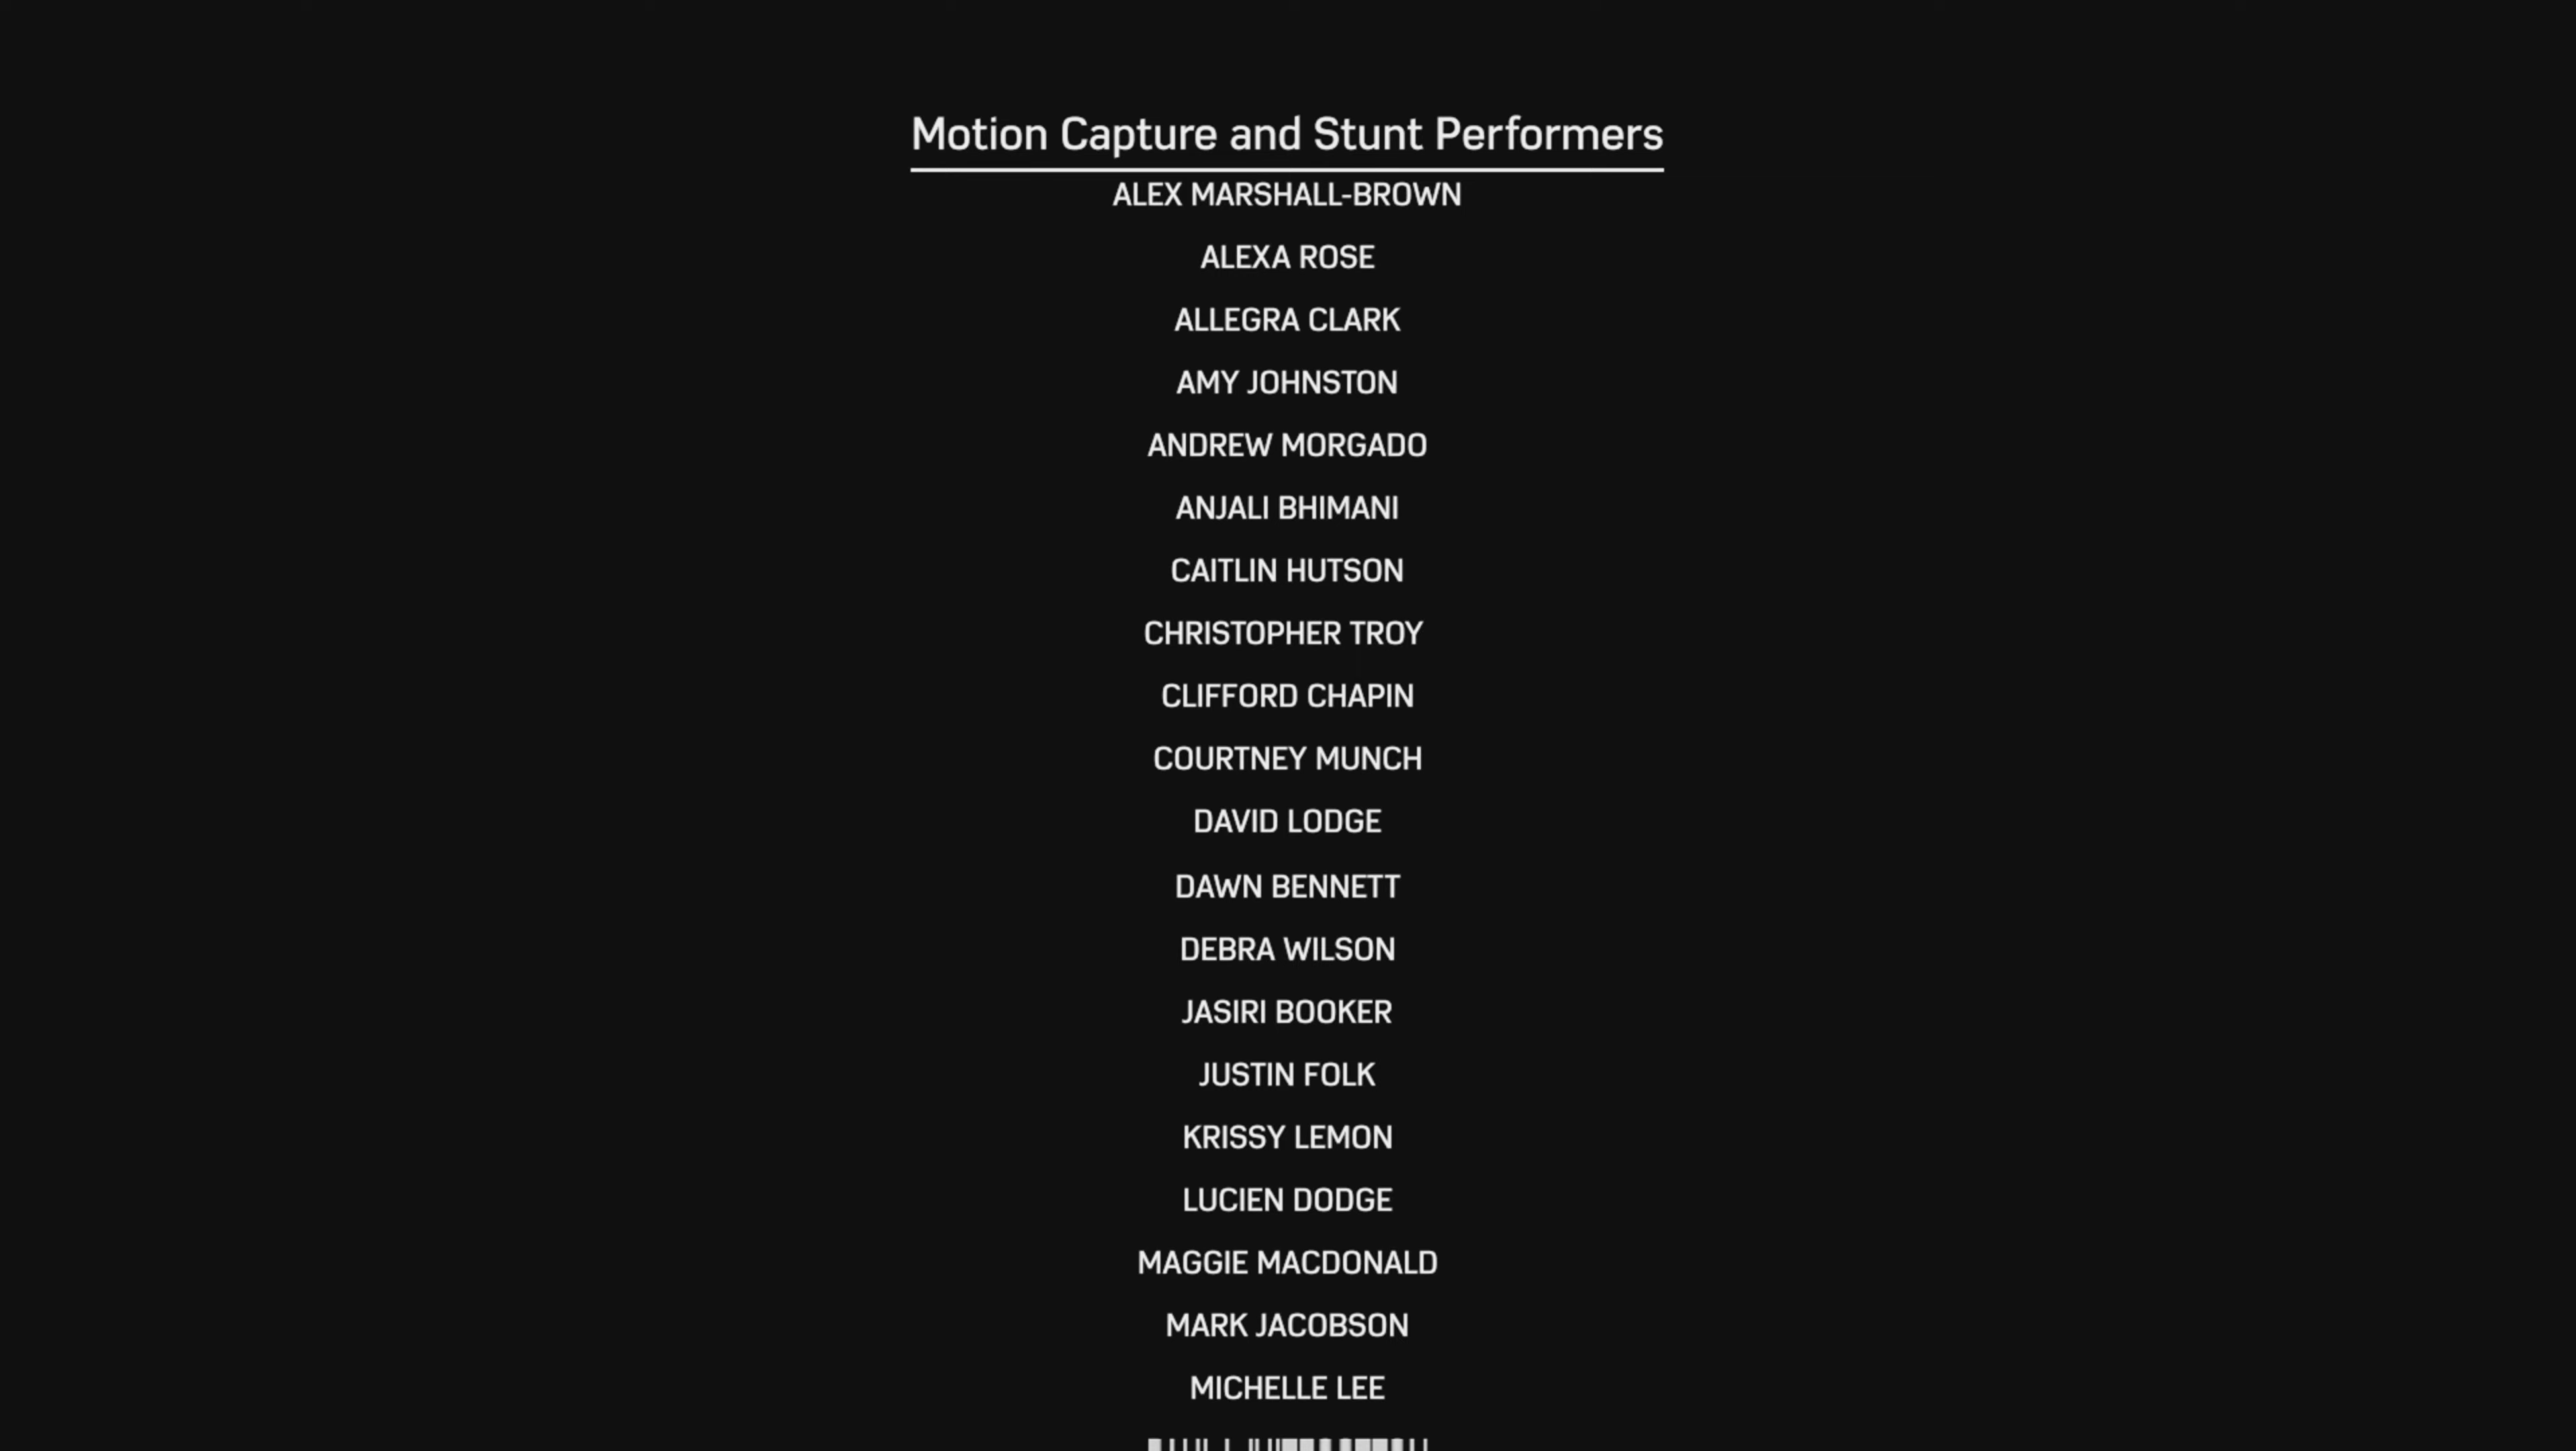 Motion Capture and Stunt Performers
ALEX MARSHALL-BROWN
ALEXA ROSE
ALLEGRA CLARK
AMY JOHNSTON
ANDREW MORGADO
ANJALI BHIMANI
CAITLIN HUTSON
CHRISTOPHER TROY
CLIFFORD CHAPIN
COURTNEY MUNCH
DAVID LODGE
DAWN BENNETT
DEBRA WILSON
JASIRI BOOKER
JUSTIN FOLK
KRISSY LEMON
LUCIEN DODGE
MAGGIE MACDONALD
MARK JACOBSON
MICHELLE LEE